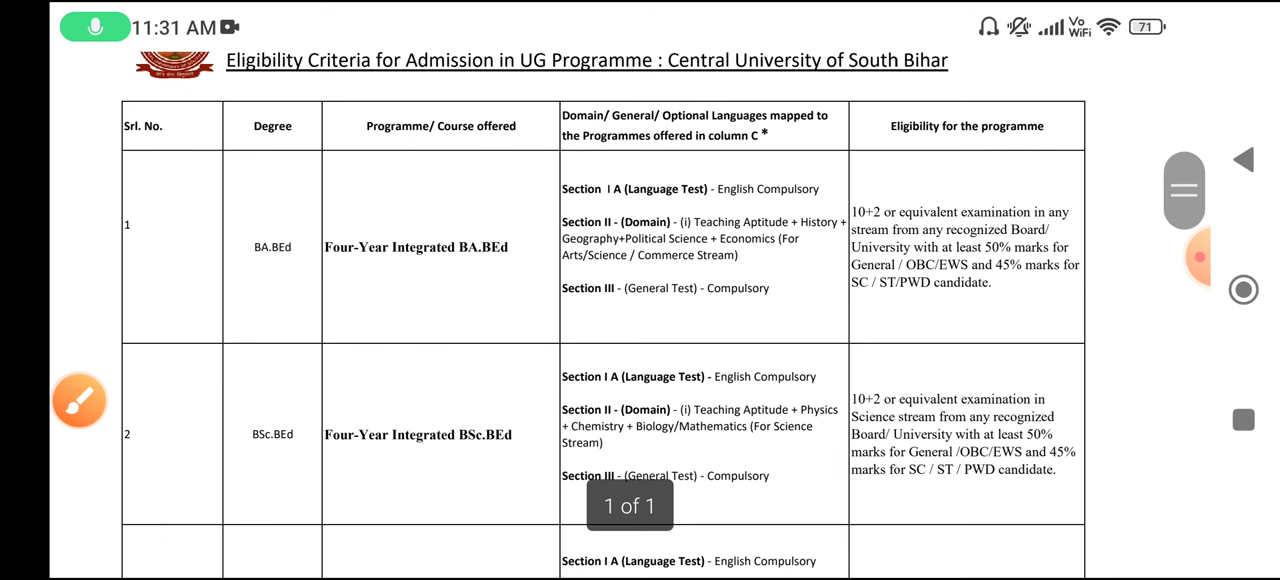 11:31 AM
Vo
WiFi
71
Eligibility Criteria for Admission in UG Programme : Central University of South Bihar
Srl. No.
Degree
Programme/ Course offered
Domain/ General/ Optional Languages mapped to
the Programmes offered in column C *
Eligibility for the programme
1
BA.BEd
Four-Year Integrated BA.BEd
Section I A (Language Test) - English Compulsory
Section II - (Domain) - (i) Teaching Aptitude + History +
Geography+Political Science + Economics (For
Arts/Science / Commerce Stream)
Section III - (General Test) - Compulsory
10+2 or equivalent examination in any
stream from any recognized Board/
University with at least 50% marks for
General / OBC/EWS and 45% marks for
SC / ST/PWD candidate.
2
BSc.BEd
Four-Year Integrated BSc.BEd
Section I A (Language Test) - English Compulsory
Section II - (Domain) - (i) Teaching Aptitude + Physics
+ Chemistry + Biology/Mathematics (For Science
Stream)
Section III - (General Test) - Compulsory
10+2 or equivalent examination in
Science stream from any recognized
Board/ University with at least 50%
marks for General /OBC/EWS and 45%
marks for SC / ST / PWD candidate.
1 of 1
Section I A (Language Test) - English Compulsory